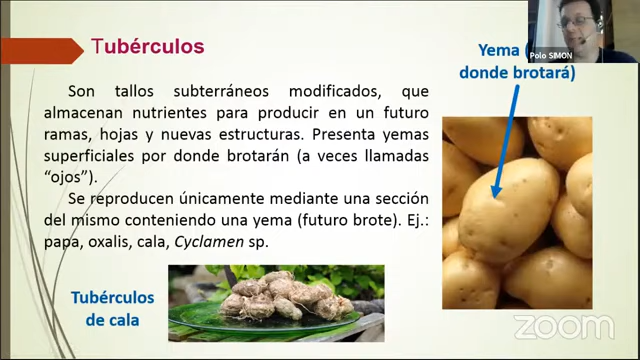 Tubérculos
Son tallos subterráneos modificados, que
almacenan nutrientes para producir en un futuro
ramas, hojas y nuevas estructuras. Presenta yemas
superficiales por donde brotarán (a veces llamadas
“ojos”).
Se reproducen únicamente mediante una sección
del mismo conteniendo una yema (futuro brote). Ej.:
papa, oxalis, cala, Cyclamen sp.
Yema (
donde brotará)
Polo SIMON
Tubérculos
de cala
zoom